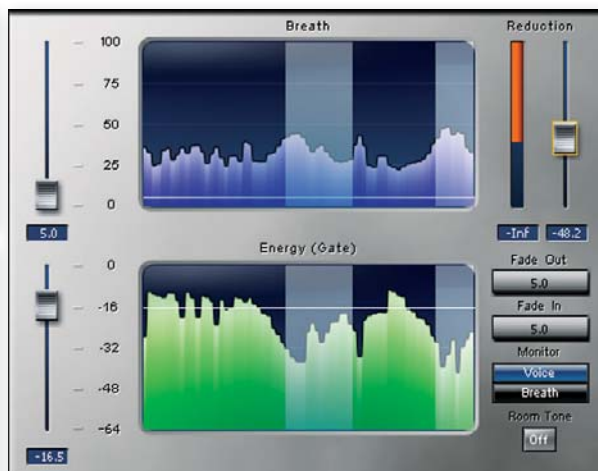 Breath
Reduction
100
75
50
25
0
5.0
-Inf
-48.2
Energy (Gate)
0
-16
-32
-48
-64
-16.5
Fade Out
5.0
Fade In
5.0
Monitor
Voice
Breath
Room Tone
Off